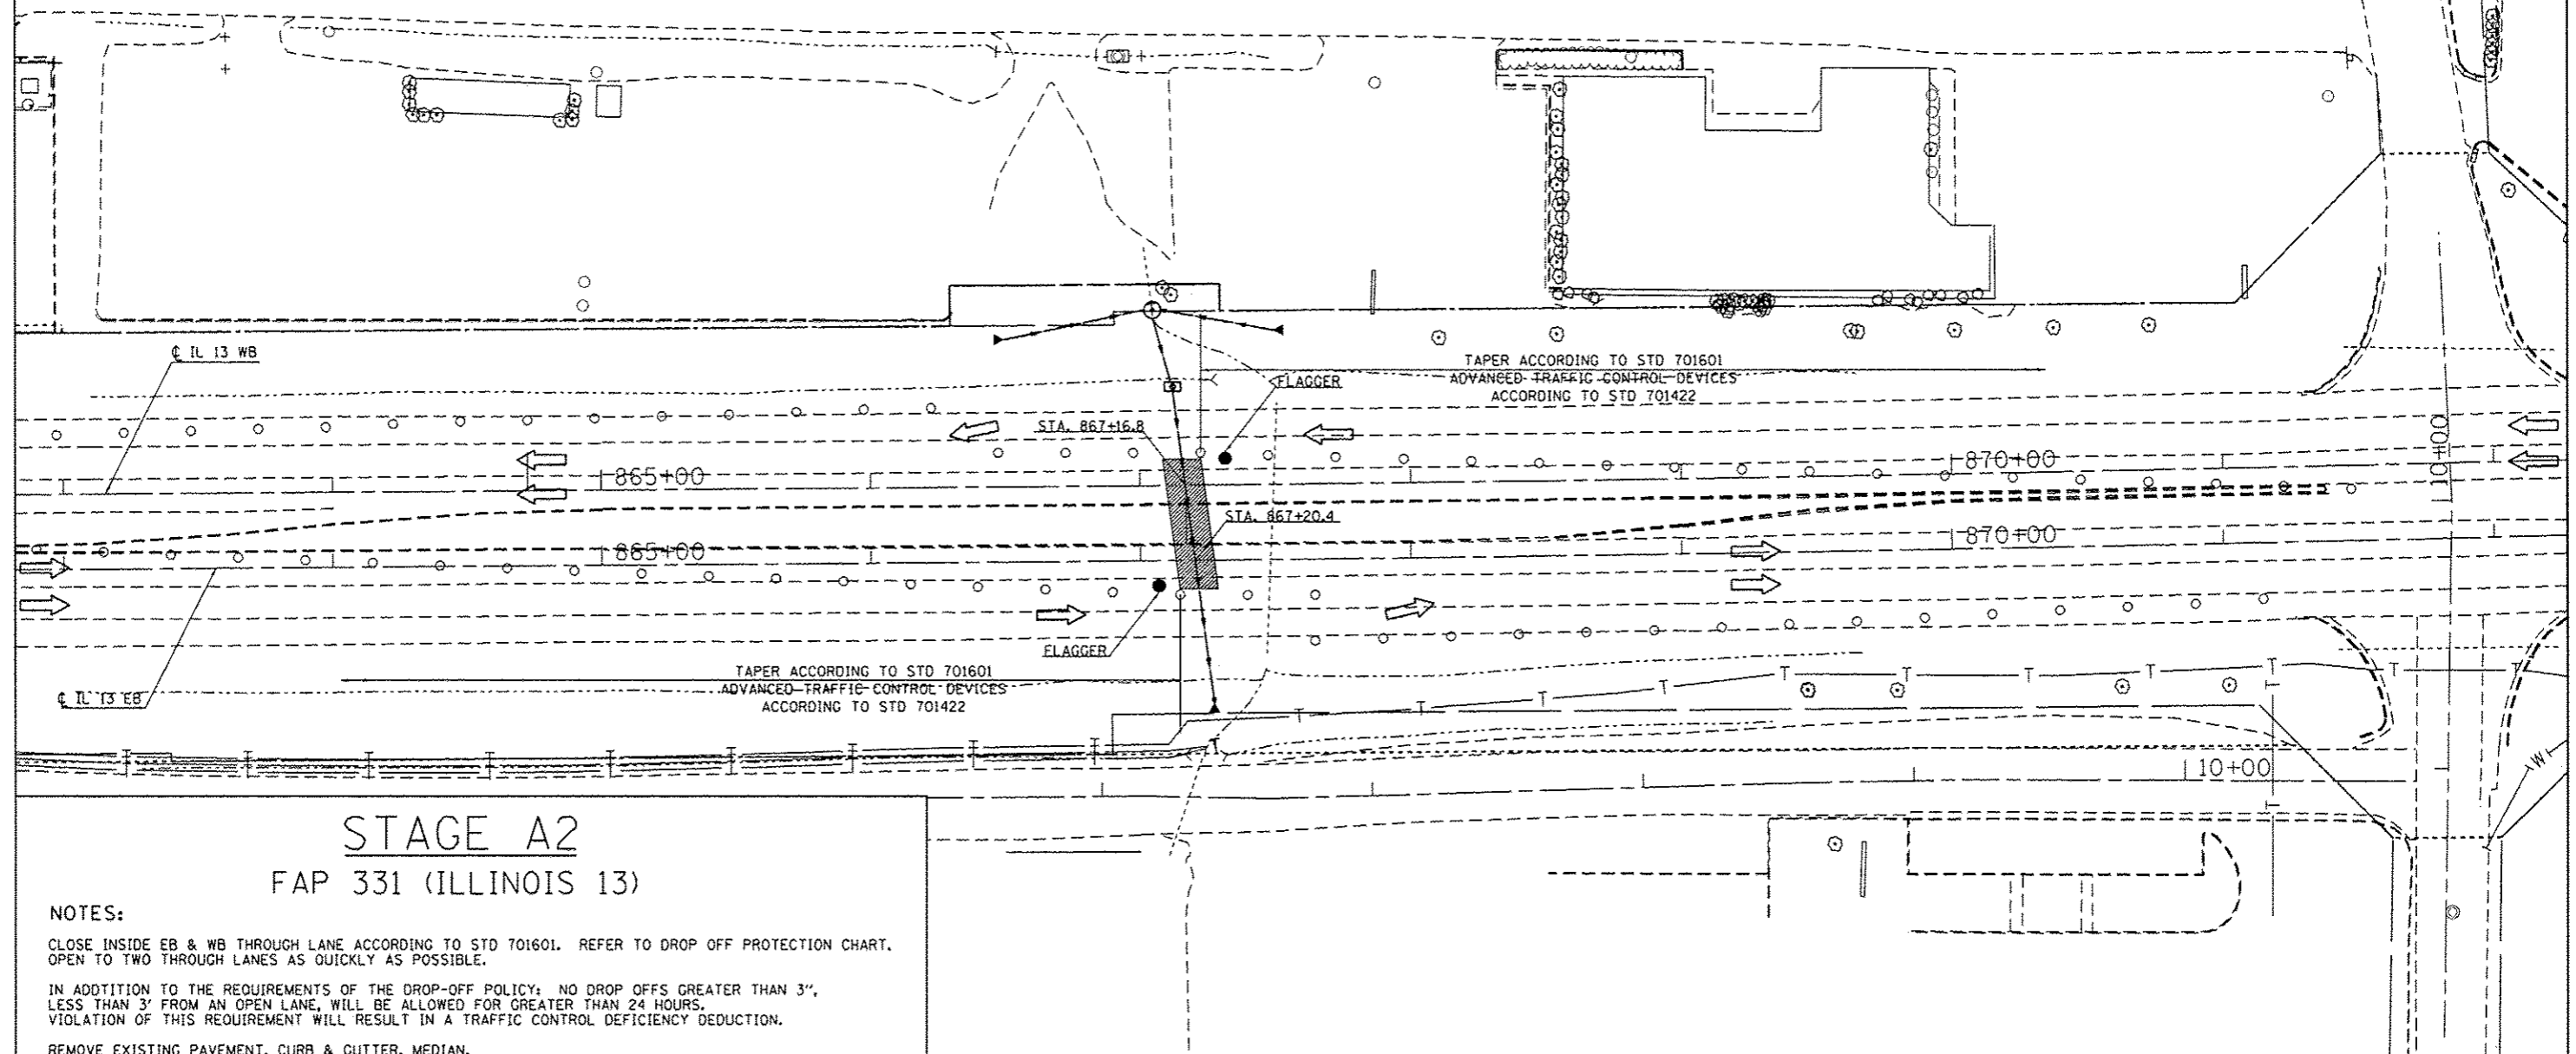 ℄ IL 13 WB
TAPER ACCORDING TO STD 701601
ADVANCED TRAFFIC CONTROL DEVICES
ACCORDING TO STD 701422
FLAGGER
STA. 867+16.8
865+00
870+00
10+00
STA. 867+20.4
865+00
870+00
FLAGGER
TAPER ACCORDING TO STD 701601
ADVANCED TRAFFIC CONTROL DEVICES
ACCORDING TO STD 701422
℄ IL 13 EB
10+00
W
STAGE A2
FAP 331 (ILLINOIS 13)
NOTES:
CLOSE INSIDE EB & WB THROUGH LANE ACCORDING TO STD 701601. REFER TO DROP OFF PROTECTION CHART.
OPEN TO TWO THROUGH LANES AS QUICKLY AS POSSIBLE.
IN ADDTITION TO THE REQUIREMENTS OF THE DROP-OFF POLICY: NO DROP OFFS GREATER THAN 3",
LESS THAN 3' FROM AN OPEN LANE, WILL BE ALLOWED FOR GREATER THAN 24 HOURS.
VIOLATION OF THIS REQUIREMENT WILL RESULT IN A TRAFFIC CONTROL DEFICIENCY DEDUCTION.
REMOVE EXISTING PAVEMENT, CURB & GUTTER, MEDIAN.